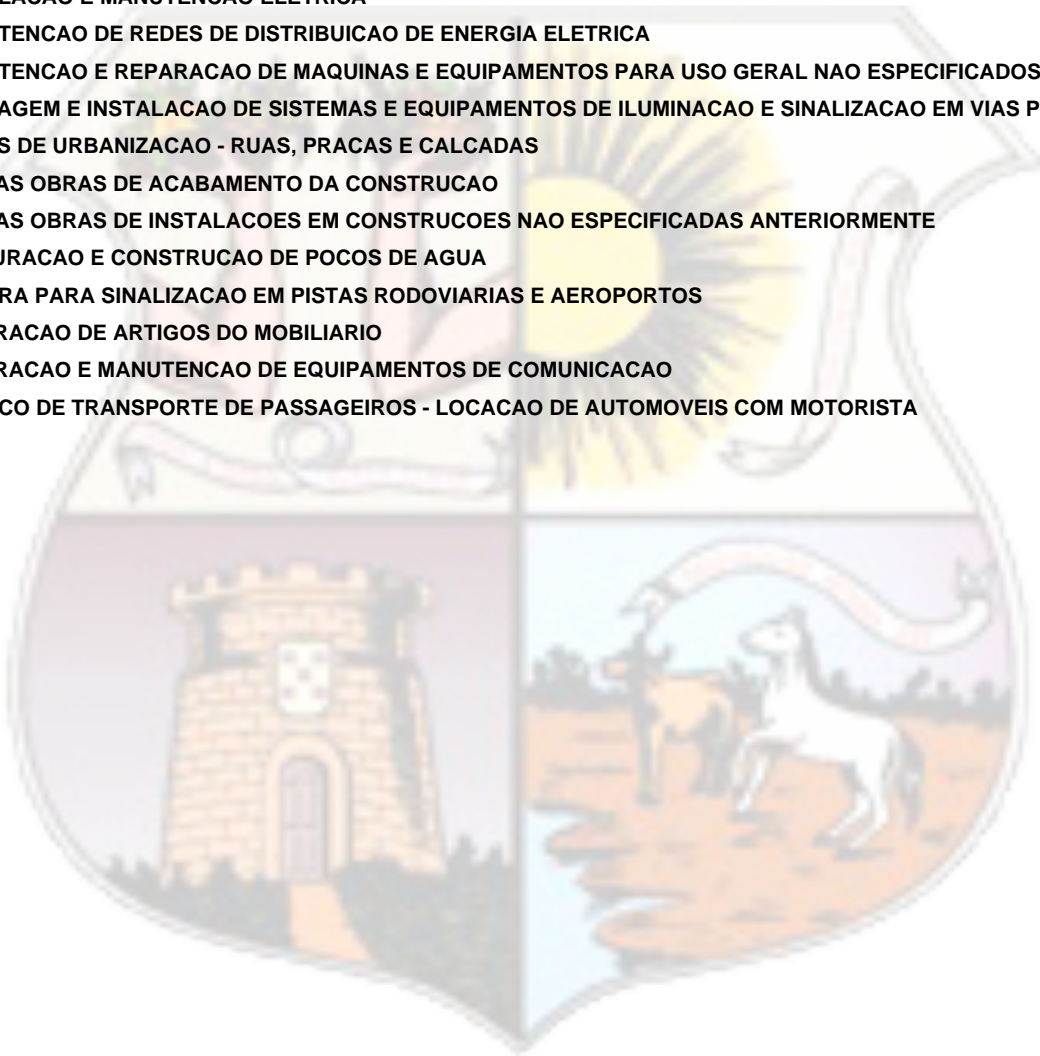 LACAO E MANUTENCAO ELETRICA
TENCAO DE REDES DE DISTRIBUICAO DE ENERGIA ELETRICA
TENCAO E REPARACAO DE MAQUINAS E EQUIPAMENTOS PARA USO GERAL NAO ESPECIFICADOS
AGEM E INSTALACAO DE SISTEMAS E EQUIPAMENTOS DE ILUMINACAO E SINALIZACAO EM VIAS P
S DE URBANIZACAO - RUAS, PRACAS E CALCADAS
AS OBRAS DE ACABAMENTO DA CONSTRUCAO
AS OBRAS DE INSTALACOES EM CONSTRUCOES NAO ESPECIFICADAS ANTERIORMENTE
URACAO E CONSTRUCAO DE POCOS DE AGUA
RA PARA SINALIZACAO EM PISTAS RODOVIARIAS E AEROPORTOS
RACAO DE ARTIGOS DO MOBILIARIO
RACAO E MANUTENCAO DE EQUIPAMENTOS DE COMUNICACAO
CO DE TRANSPORTE DE PASSAGEIROS - LOCACAO DE AUTOMOVEIS COM MOTORISTA